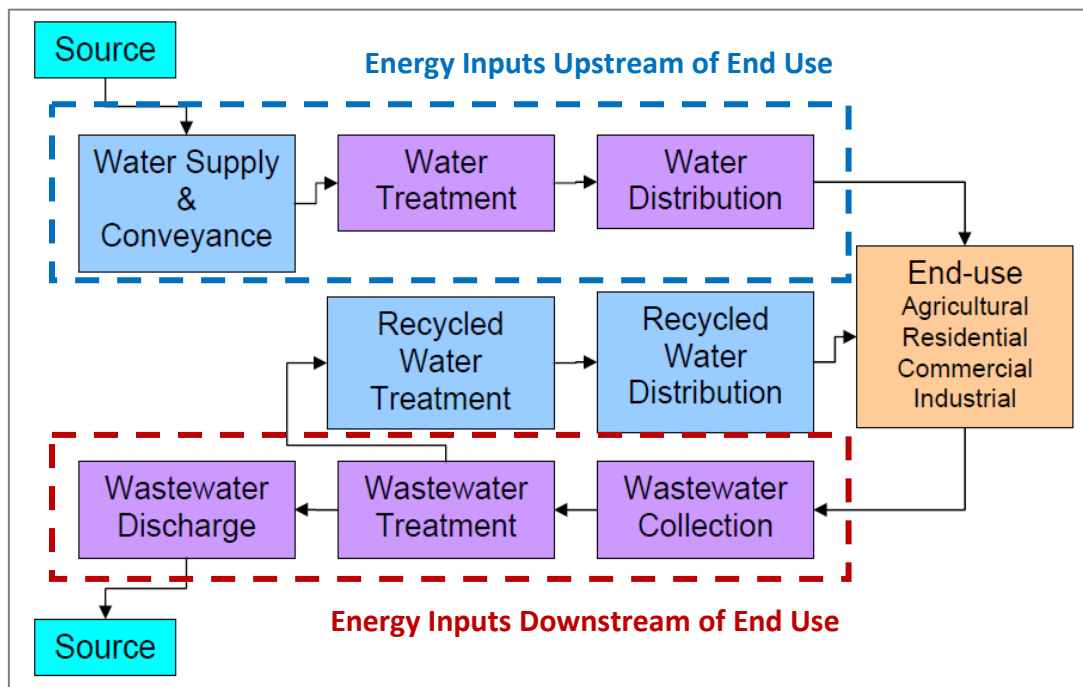 Source
Energy Inputs Upstream of End Use
Water Supply
&
Conveyance
Water
Treatment
Water
Distribution
End-use
Agricultural
Residential
Commercial
Industrial
Recycled
Water
Treatment
Recycled
Water
Distribution
Wastewater
Discharge
Wastewater
Treatment
Wastewater
Collection
Energy Inputs Downstream of End Use
Source